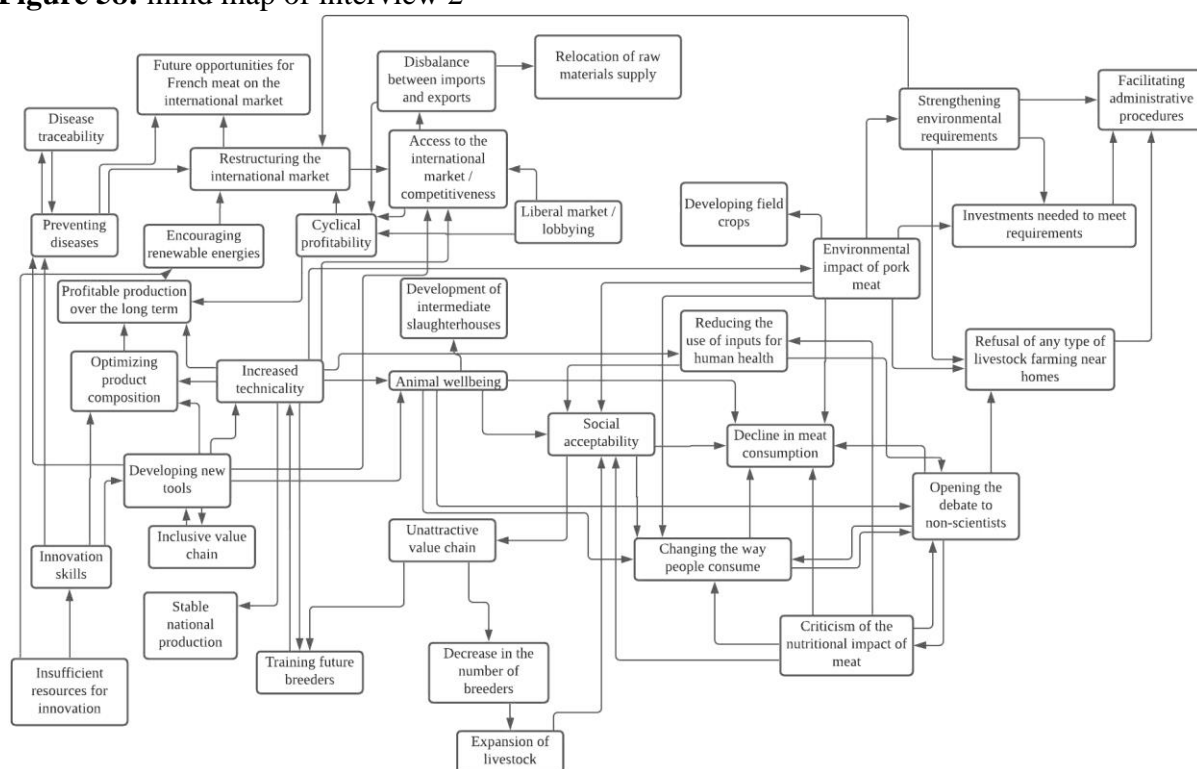 Figure 38: mind map of interview 2
Future opportunities for
French meat on the
international market
Disbalance
between imports
and exports
Relocation of raw
materials supply
Facilitating
administrative
procedures
Strengthening
environmental
requirements
Disease
traceability
Restructuring the
international market
Access to the
international
market /
competitiveness
Developing field
crops
Investments needed to meet
requirements
Preventing
diseases
Encouraging
renewable energies
Cyclical
profitability
Liberal market /
lobbying
Environmental
impact of pork
meat
Profitable production
over the long term
Development of
intermediate
slaughterhouses
Reducing the
use of inputs for
human health
Refusal of any type of
livestock farming near
homes
Optimizing
product
composition
Increased
technicality
Animal wellbeing
Social
acceptability
Decline in meat
consumption
Developing new
tools
Opening the
debate to
non-scientists
Inclusive value
chain
Unattractive
value chain
Changing the way
people consume
Innovation
skills
Stable
national
production
Training future
breeders
Decrease in the
number of
breeders
Criticism of the
nutritional impact of
meat
Insufficient
resources for
innovation
Expansion of
livestock